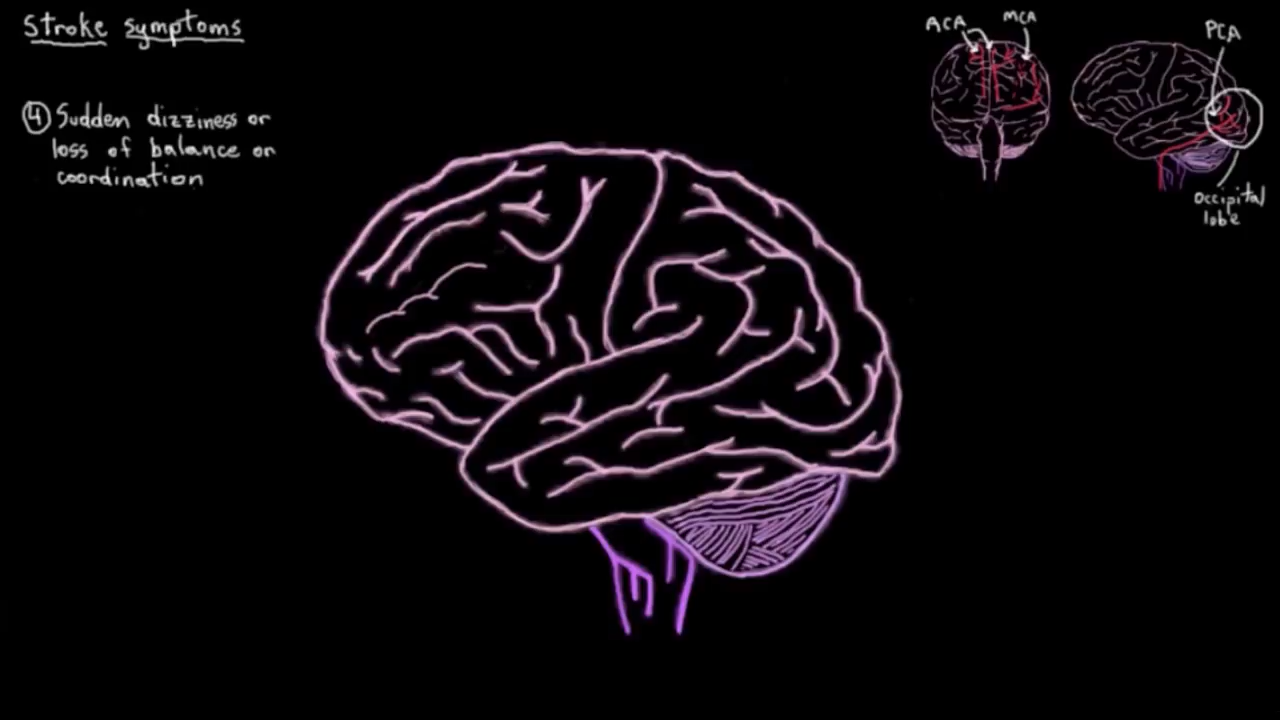 Stroke symptoms
④ Sudden dizziness or
loss of balance or
coordination
ACA
MCA
PCA
occipital
lobe